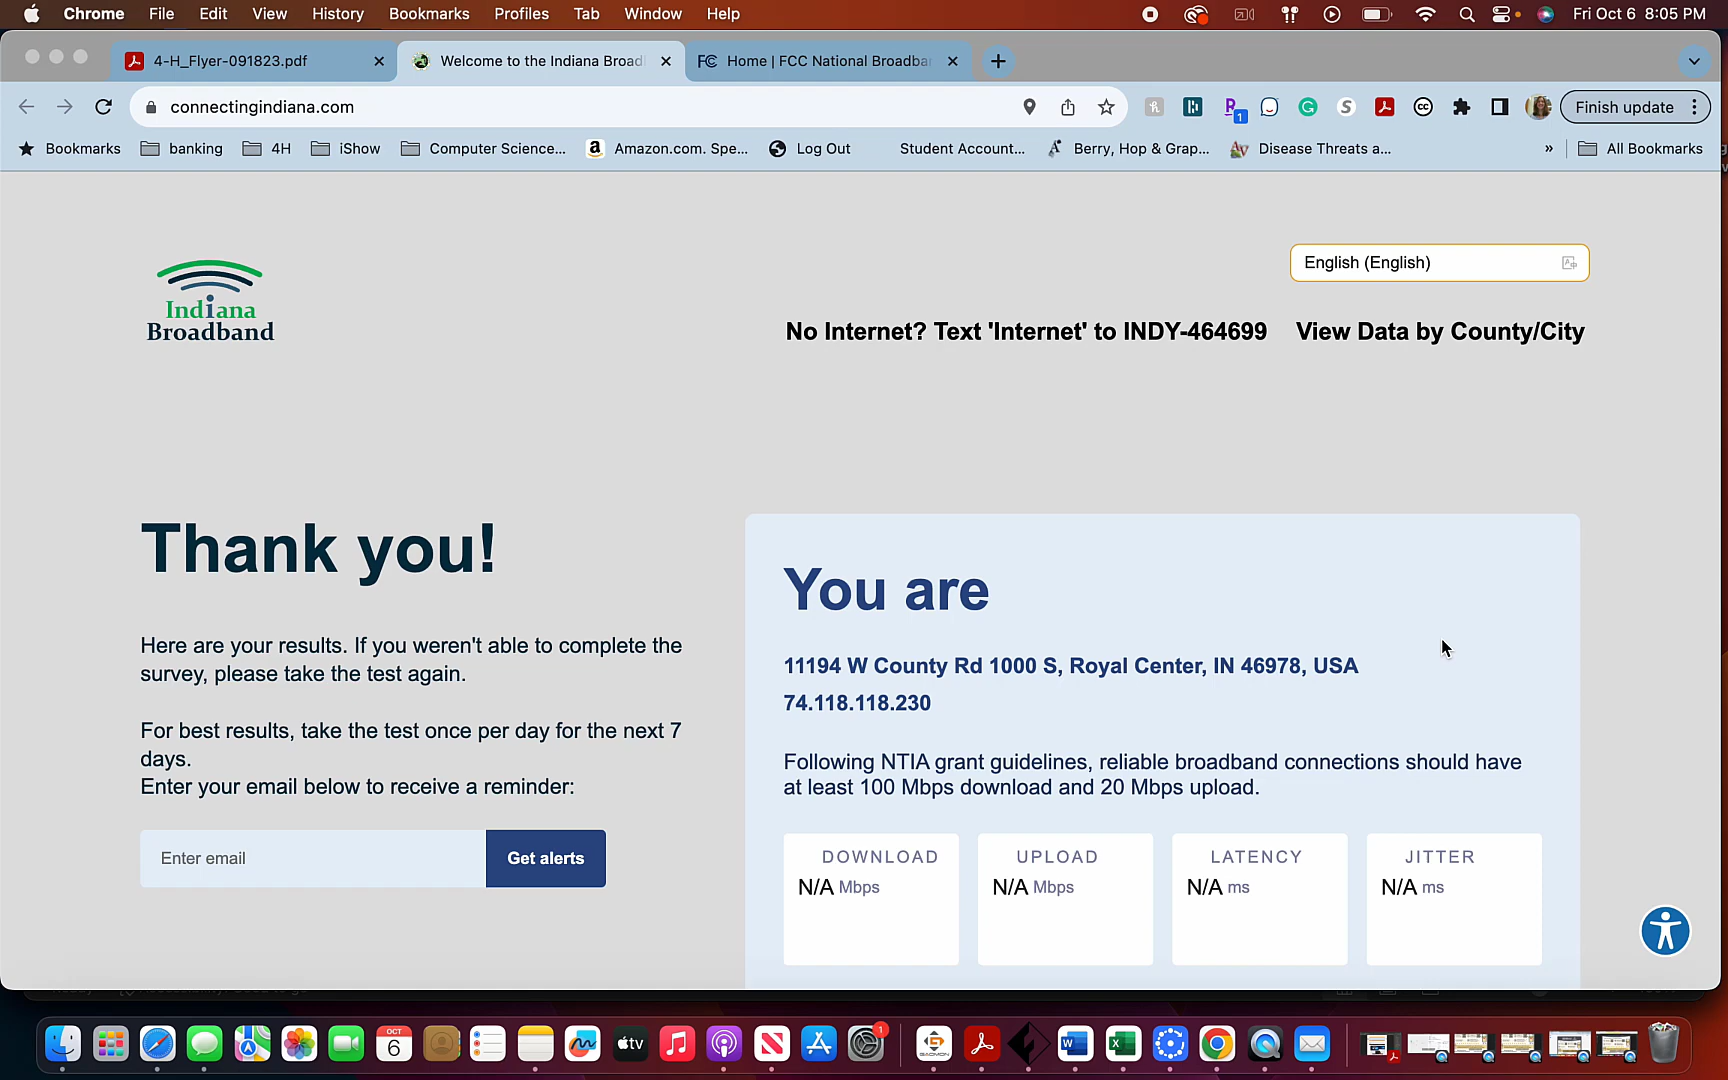 Chrome File Edit View History Bookmarks Profiles Tab Window Help Fri Oct 6 8:05 PM
4-H_Flyer-091823.pdf Welcome to the Indiana Broad Home | FCC National Broadba
connectingindiana.com Finish update
Bookmarks banking 4H iShow Computer Science... Amazon.com. Spe... Log Out Student Account... Berry, Hop & Grap... Disease Threats a... » All Bookmarks
Indiana
Broadband
English (English)
No Internet? Text 'Internet' to INDY-464699 View Data by County/City
Thank you!
Here are your results. If you weren't able to complete the
survey, please take the test again.
For best results, take the test once per day for the next 7
days.
Enter your email below to receive a reminder:
Enter email Get alerts
You are
11194 W County Rd 1000 S, Royal Center, IN 46978, USA
74.118.118.230
Following NTIA grant guidelines, reliable broadband connections should have
at least 100 Mbps download and 20 Mbps upload.
DOWNLOAD UPLOAD LATENCY JITTER
N/A Mbps N/A Mbps N/A ms N/A ms
OCT
6
tv
1
GAOMON